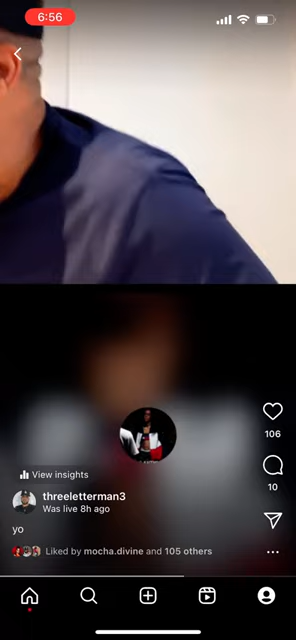 6:56
106
View insights
10
threeletterman3
Was live 8h ago
yo
Liked by mocha.divine and 105 others